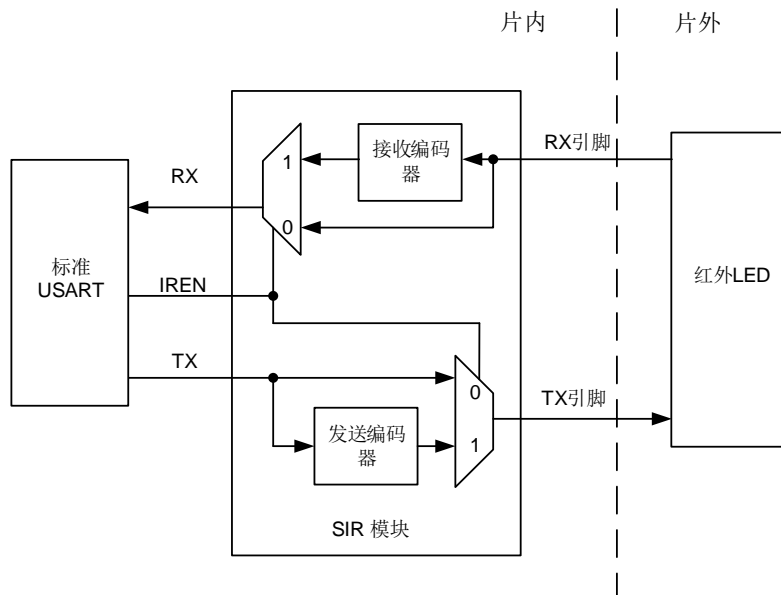 片内
片外
RX引脚
接收编码
器
1
RX
0
标准
USART
IREN
红外LED
TX
0
TX引脚
发送编码
器
1
SIR 模块